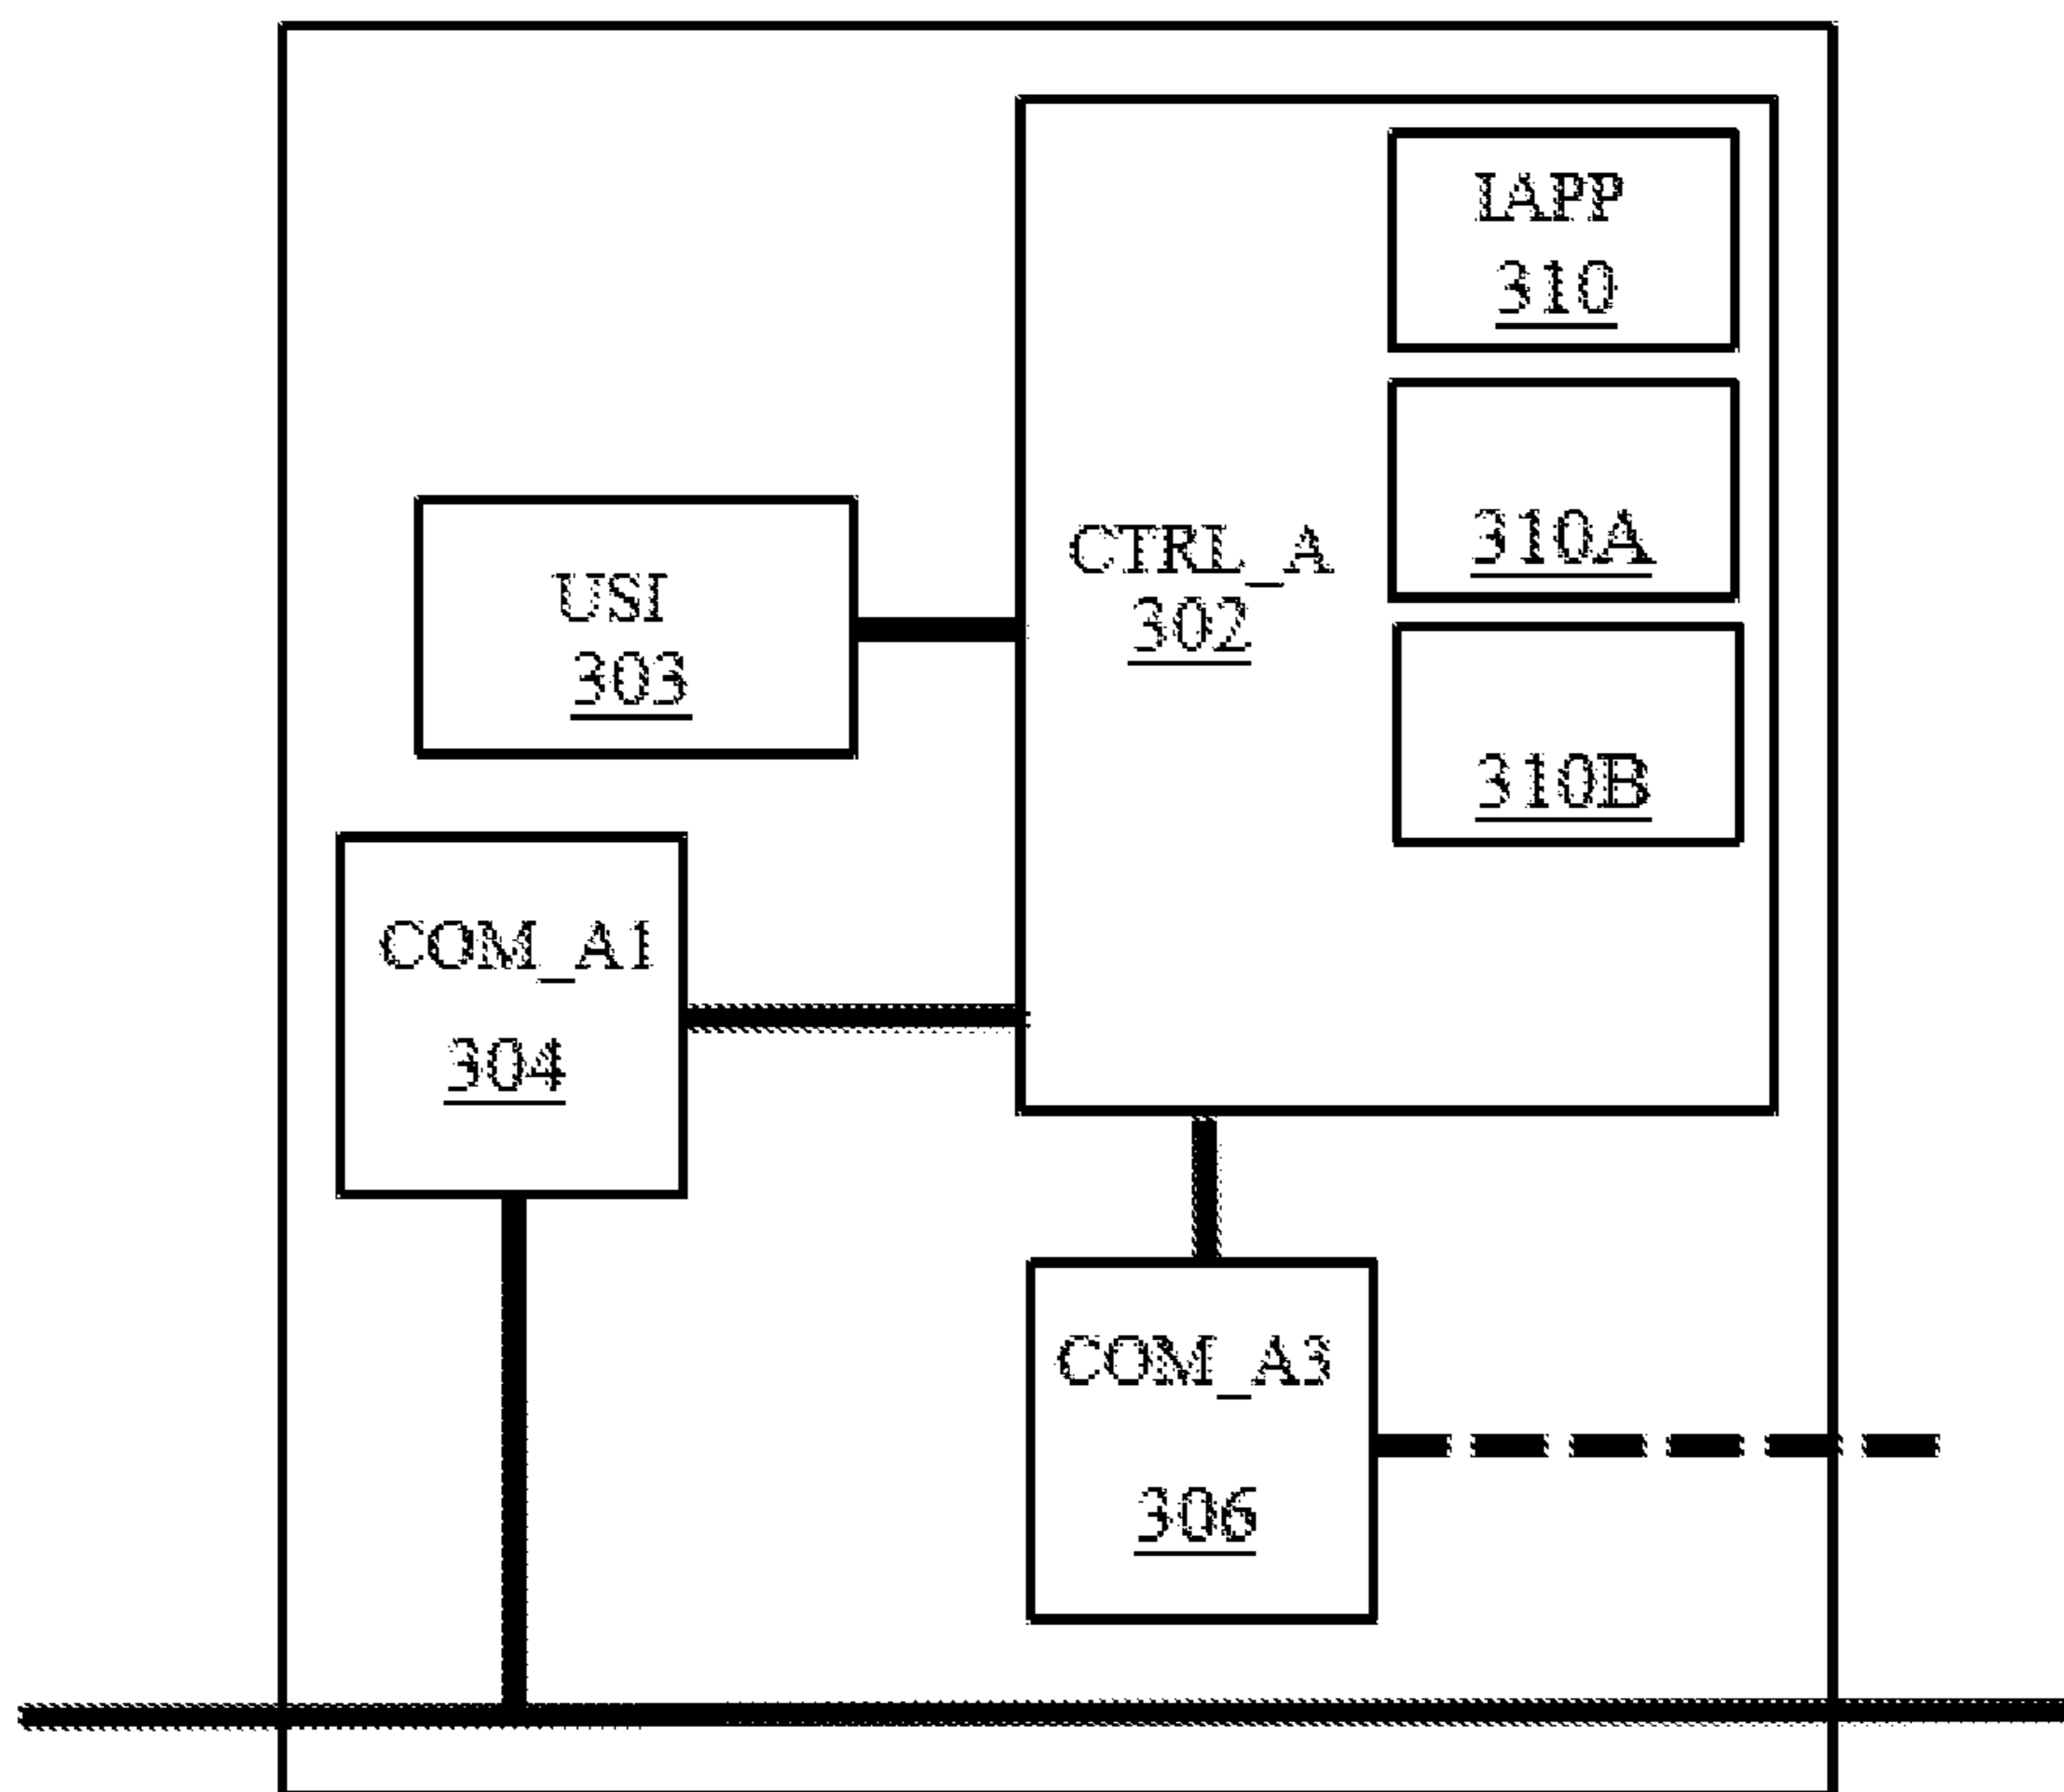 IAPP
310
310A
CTRL_A
302
USI
303
310B
COM_A1
304
COM_A3
306